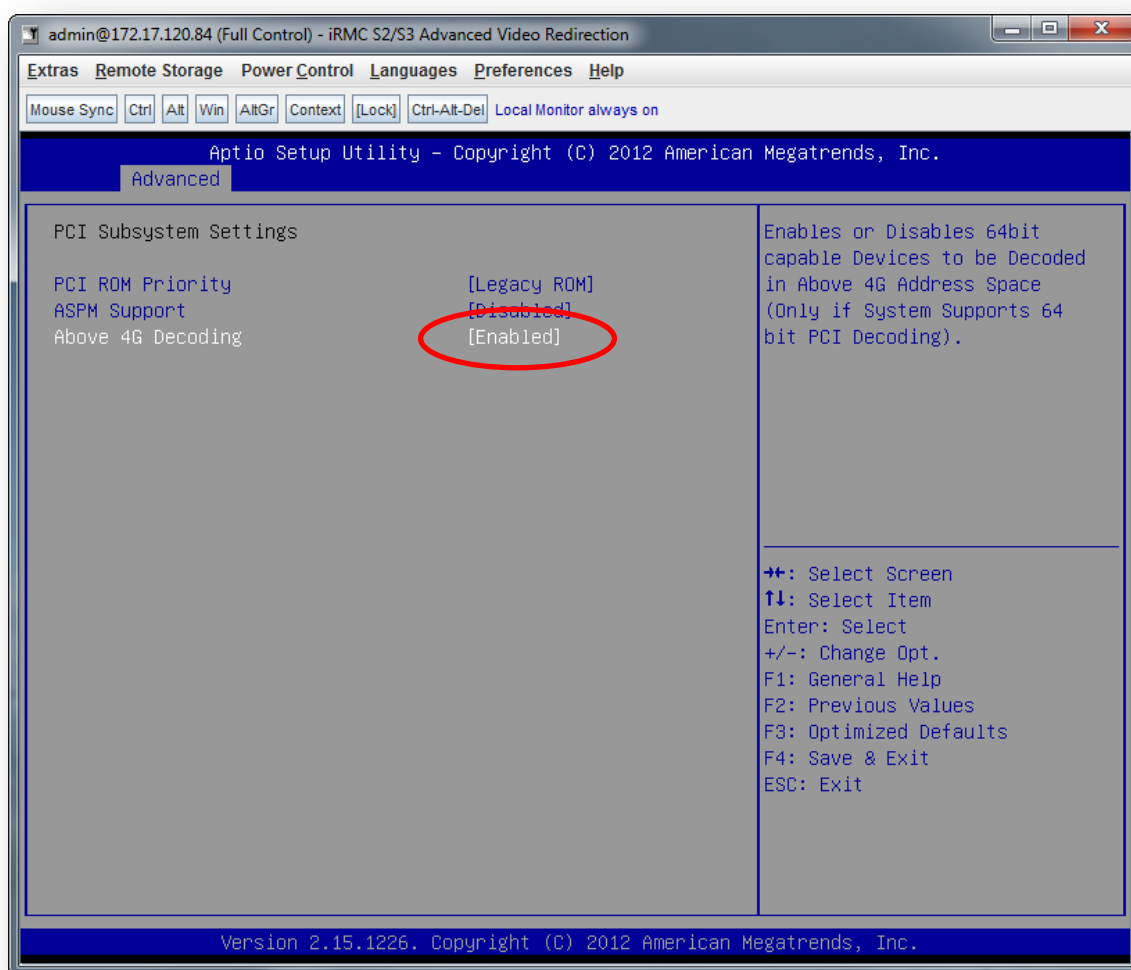 admin@172.17.120.84 (Full Control) - iRMC S2/S3 Advanced Video Redirection
Extras Remote Storage Power Control Languages Preferences Help
Mouse Sync Ctrl Alt Win AltGr Context [Lock] Ctrl-Alt-Del Local Monitor always on
Aptio Setup Utility – Copyright (C) 2012 American Megatrends, Inc.
Advanced
PCI Subsystem Settings
PCI ROM Priority [Legacy ROM]
ASPM Support [Disabled]
Above 4G Decoding [Enabled]
Enables or Disables 64bit
capable Devices to be Decoded
in Above 4G Address Space
(Only if System Supports 64
bit PCI Decoding).
→←: Select Screen
↑↓: Select Item
Enter: Select
+/-: Change Opt.
F1: General Help
F2: Previous Values
F3: Optimized Defaults
F4: Save & Exit
ESC: Exit
Version 2.15.1226. Copyright (C) 2012 American Megatrends, Inc.